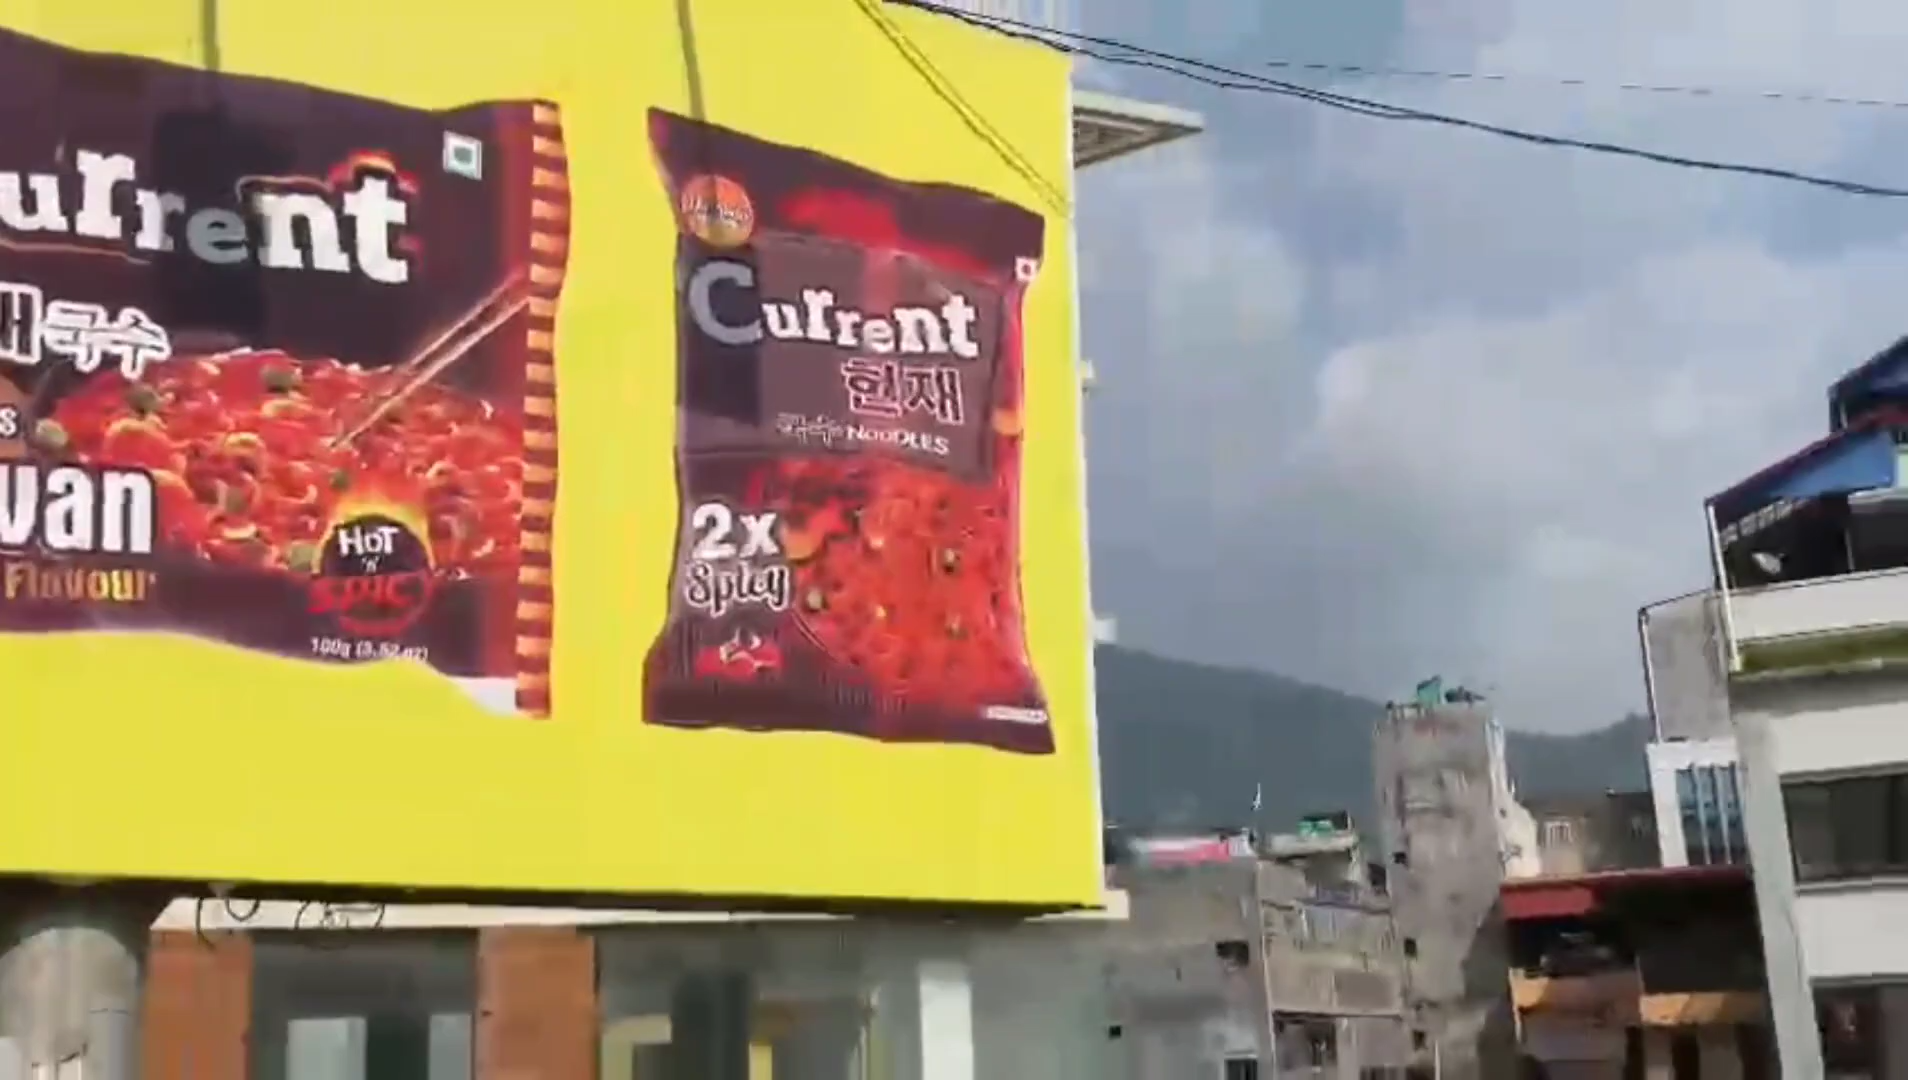 urrent
재국수
s
van
Flavour
HOT
'n'
SPIC
100g (3.52 oz)
Current
현재
국수 NOODLES
2x
Spicy